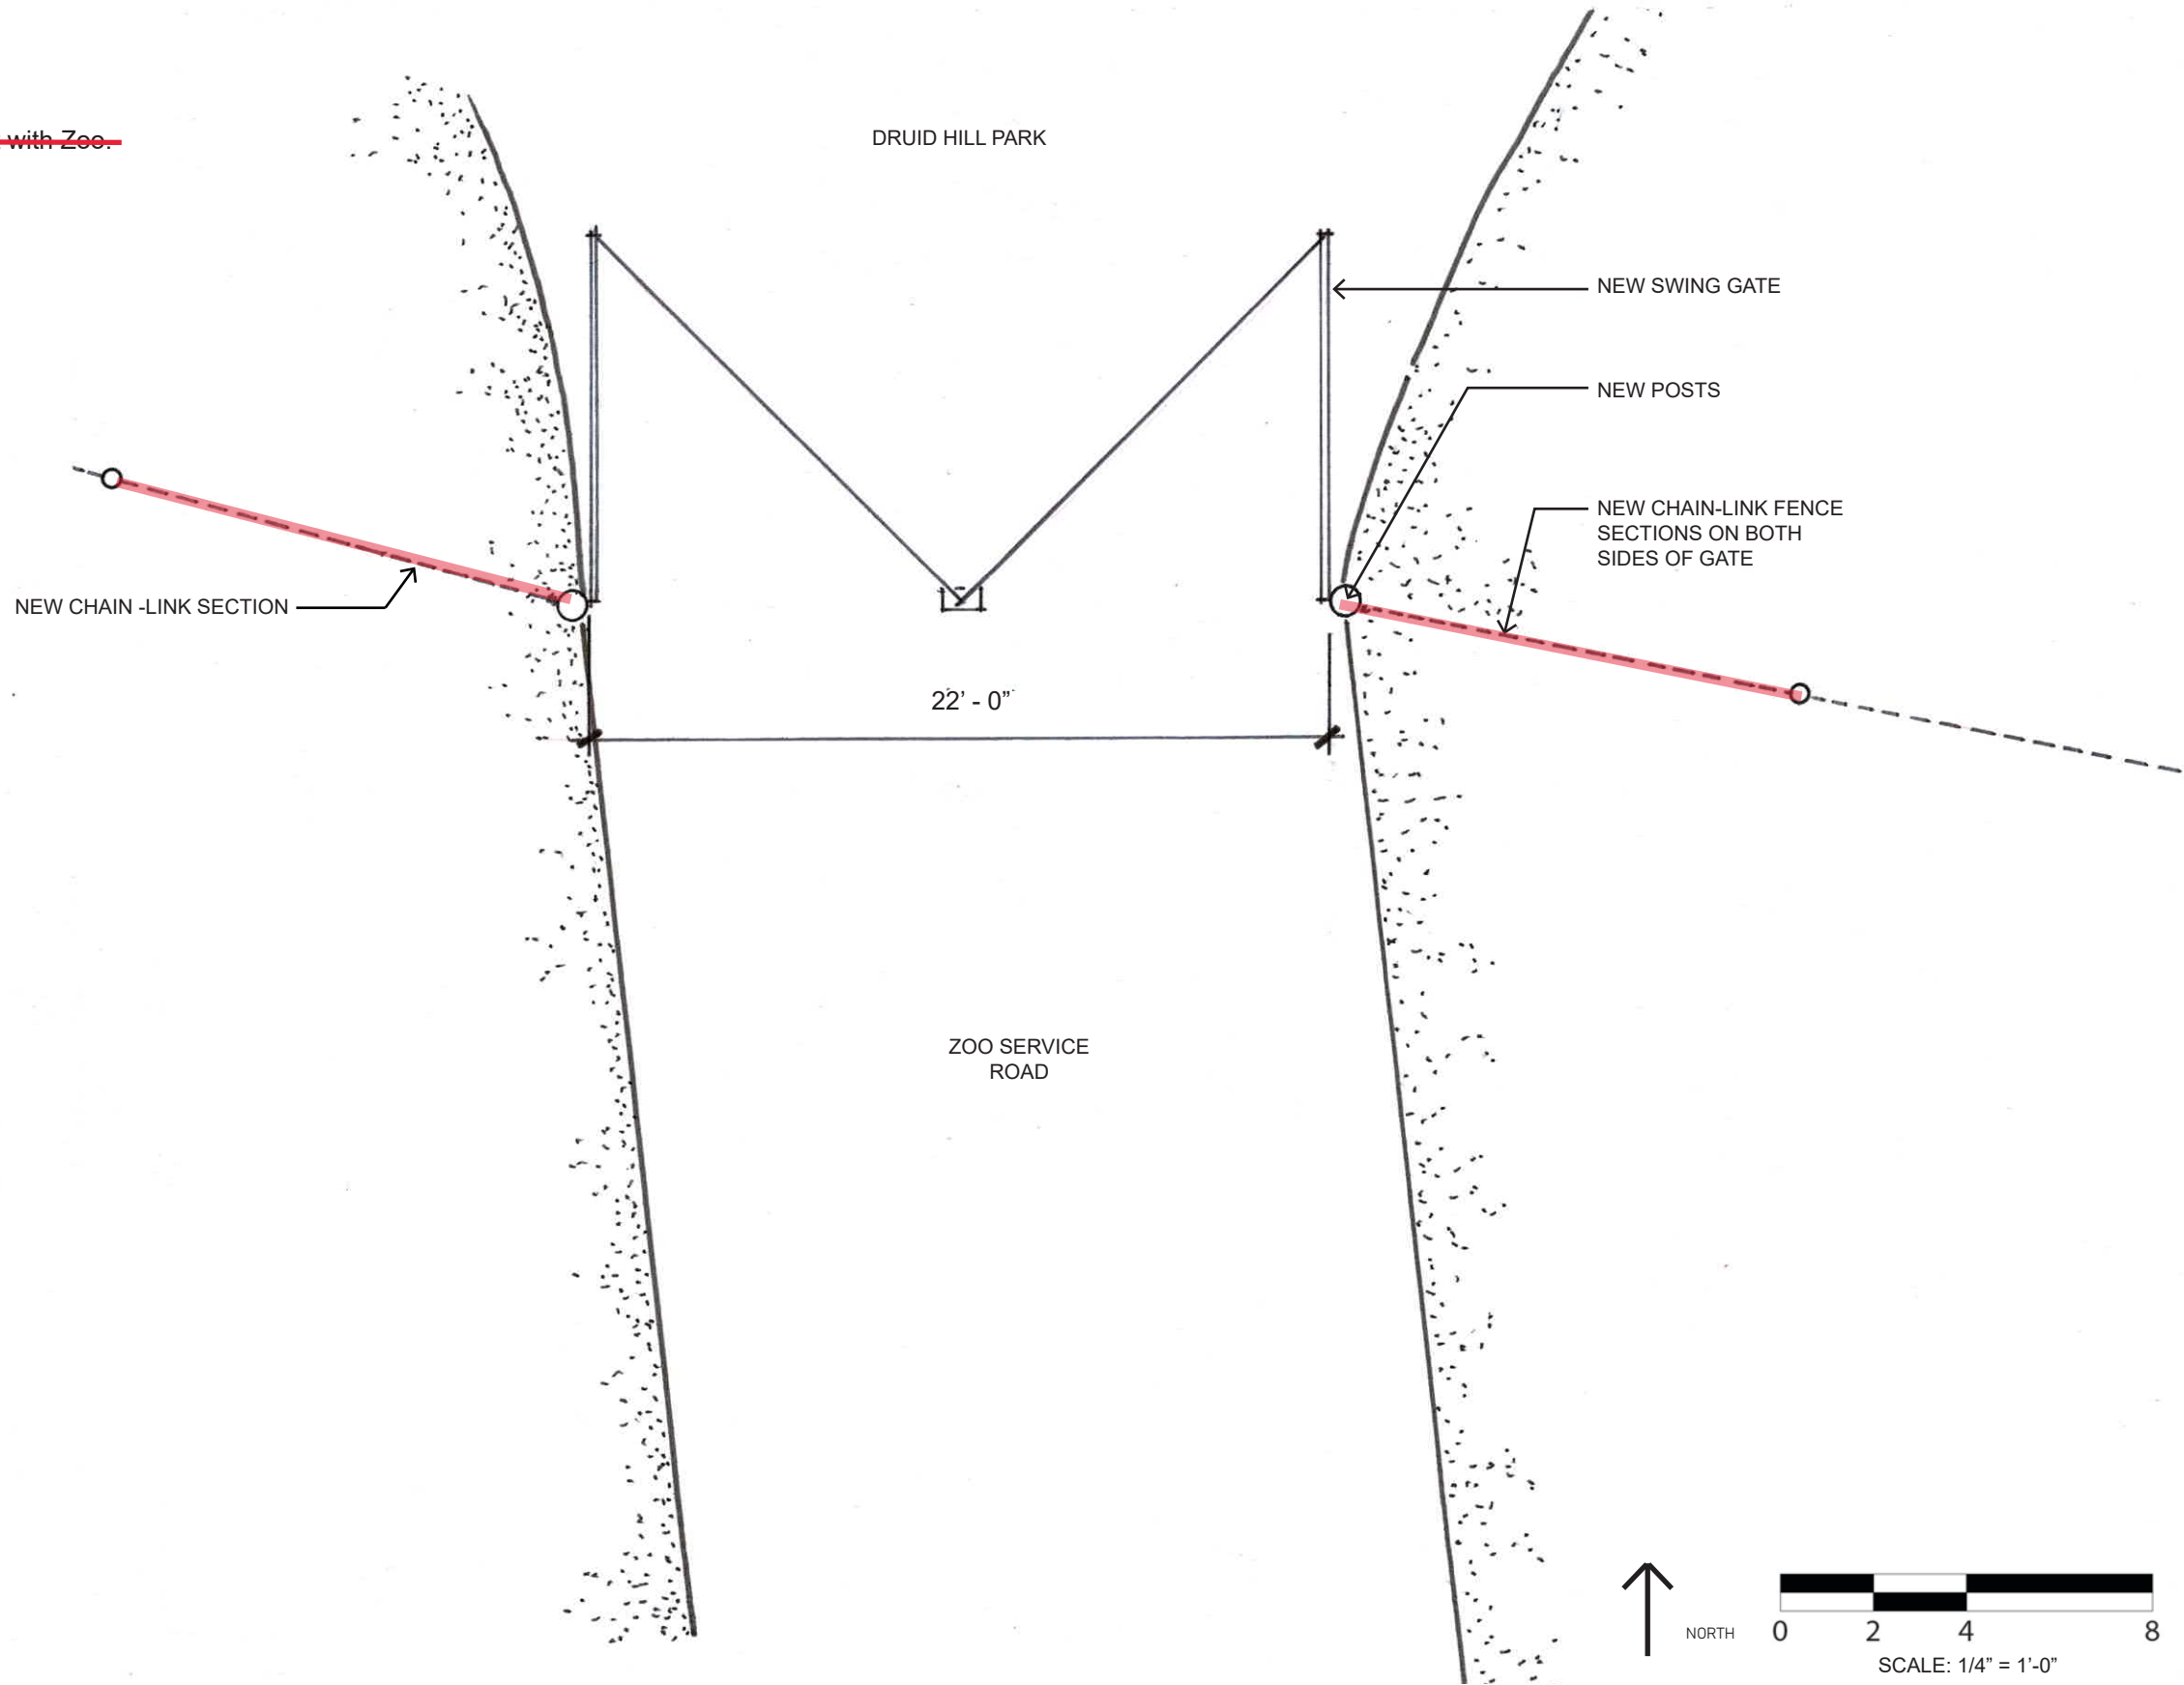 with Zoo.
DRUID HILL PARK
NEW SWING GATE
NEW POSTS
NEW CHAIN-LINK FENCE
SECTIONS ON BOTH
SIDES OF GATE
NEW CHAIN -LINK SECTION
22’ - 0”
ZOO SERVICE
ROAD
NORTH
0 2 4 8
SCALE: 1/4” = 1’-0”